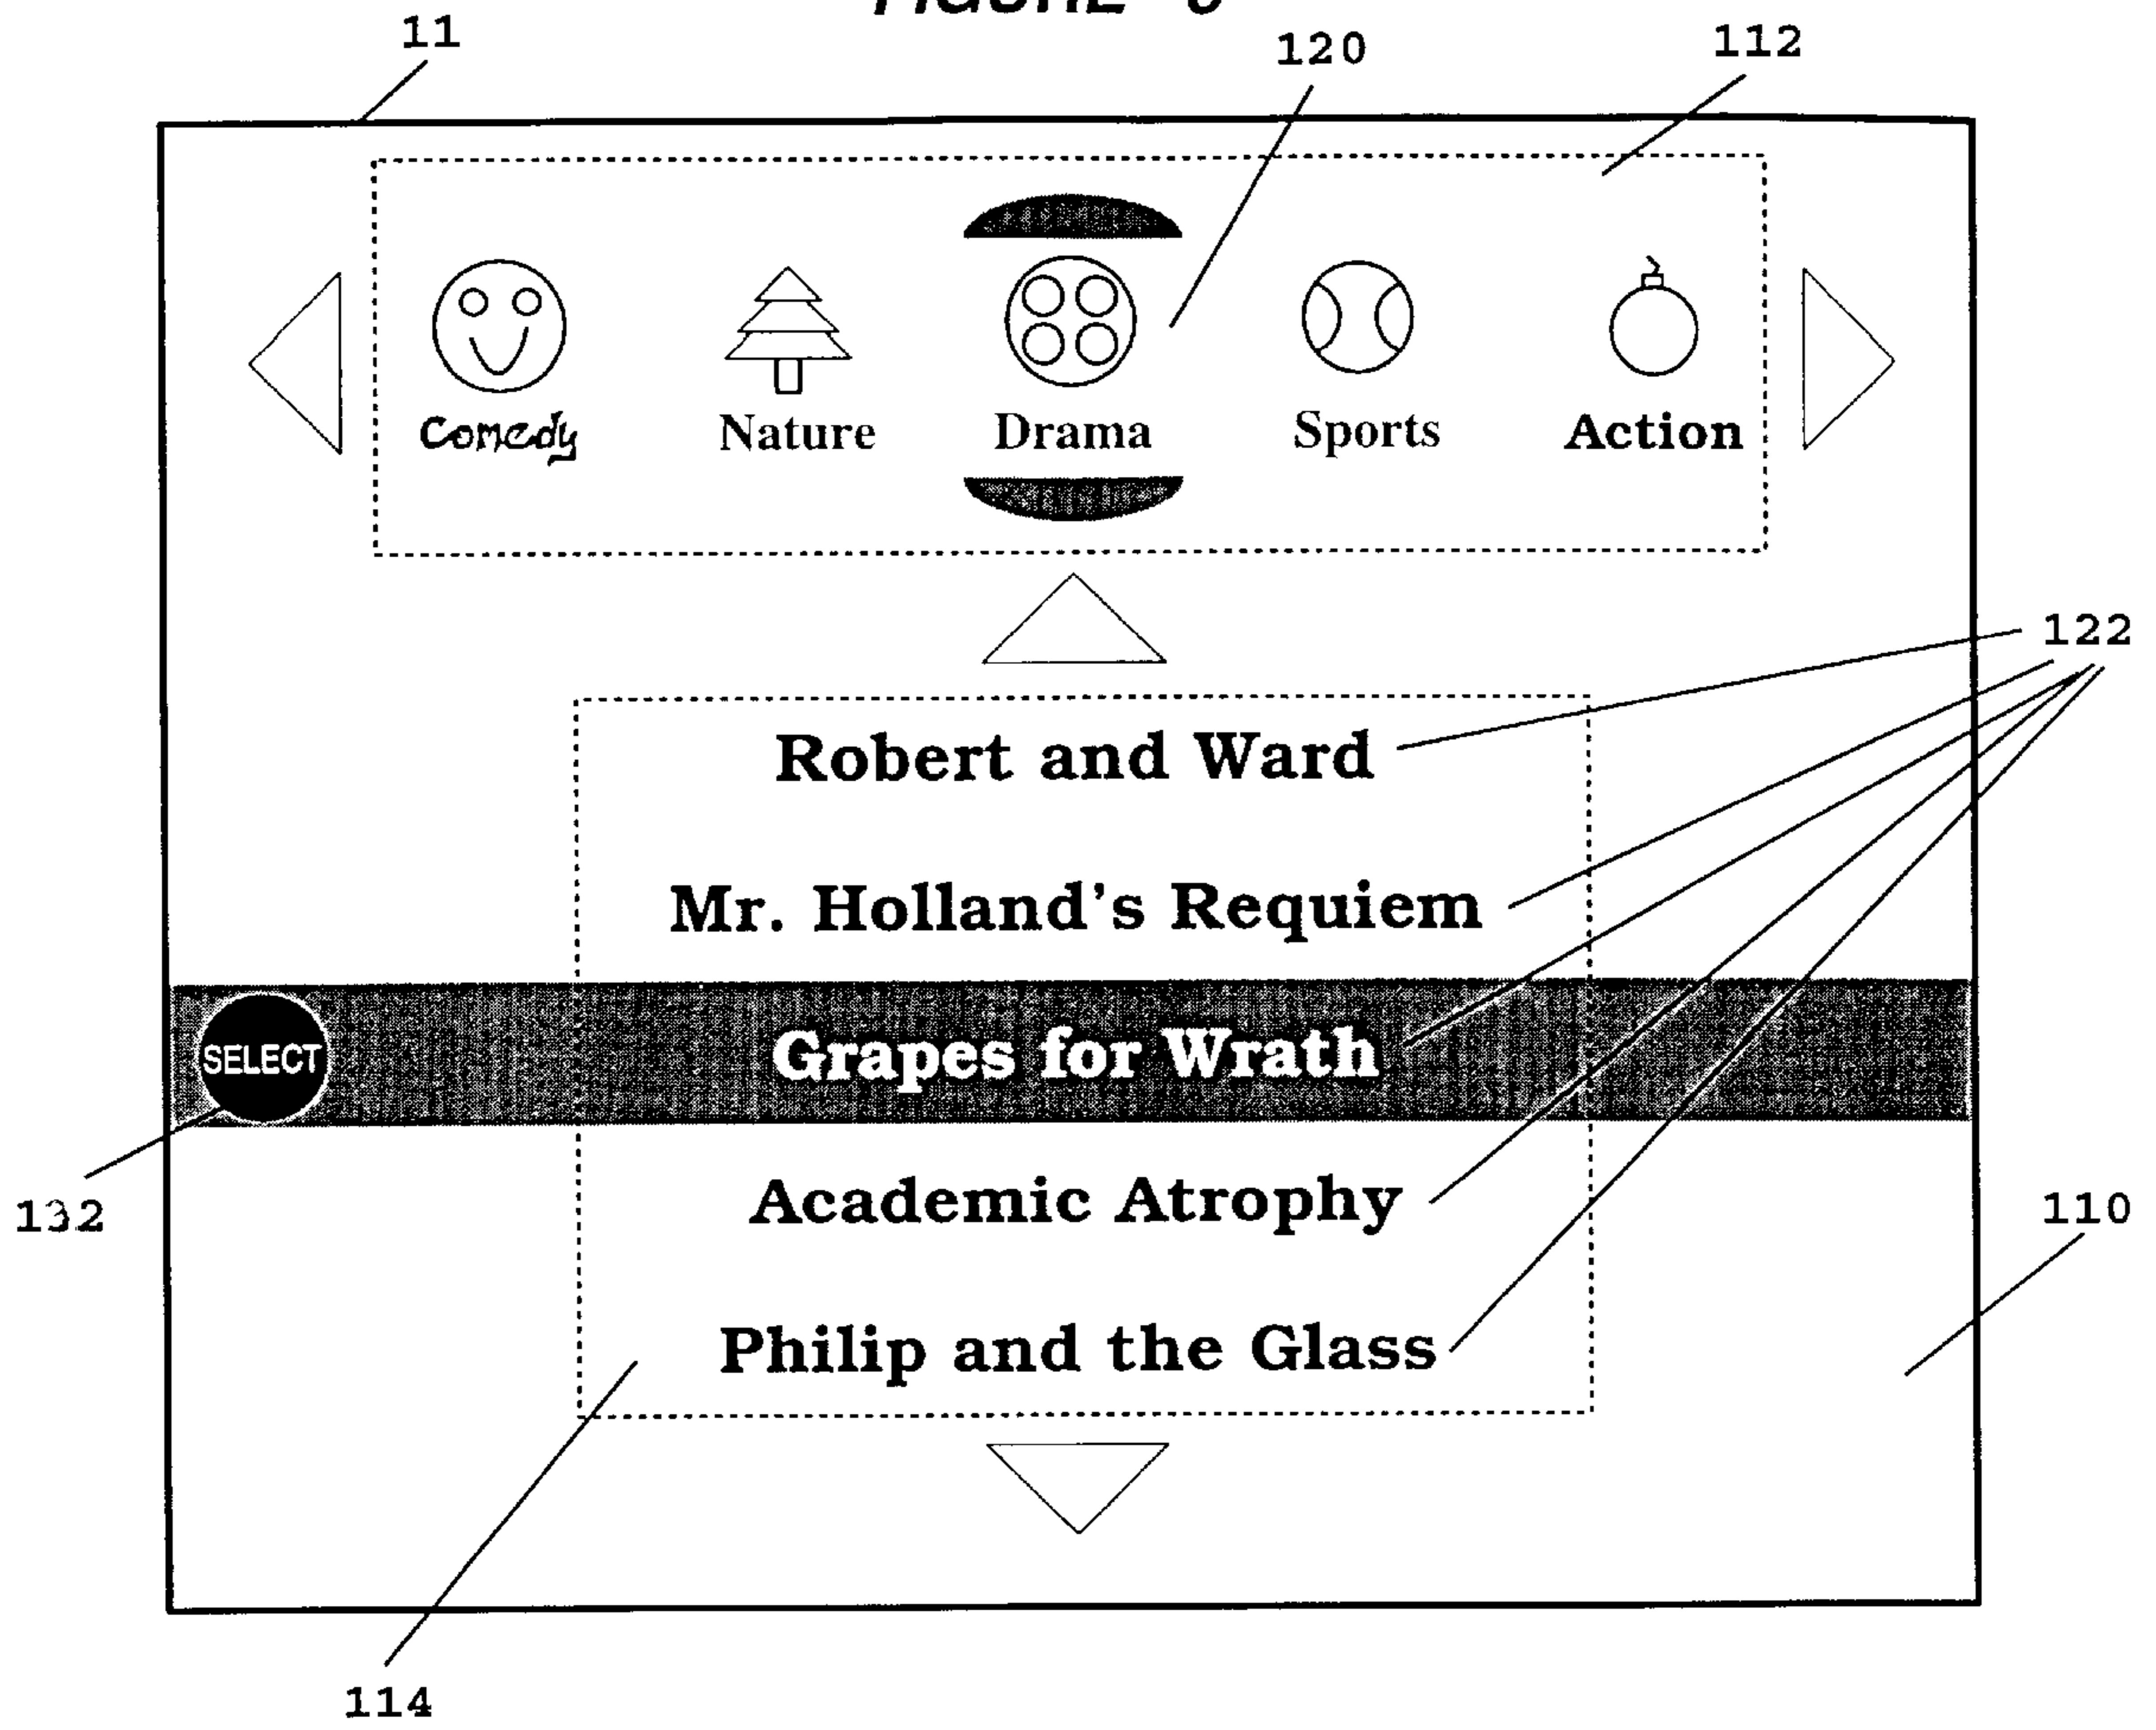 FIGURE
11
120
112
Comedy Nature Drama Sports Action
122
Robert and Ward
Mr. Holland's Requiem
SELECT Grapes for Wrath
132
Academic Atrophy
110
Philip and the Glass
114